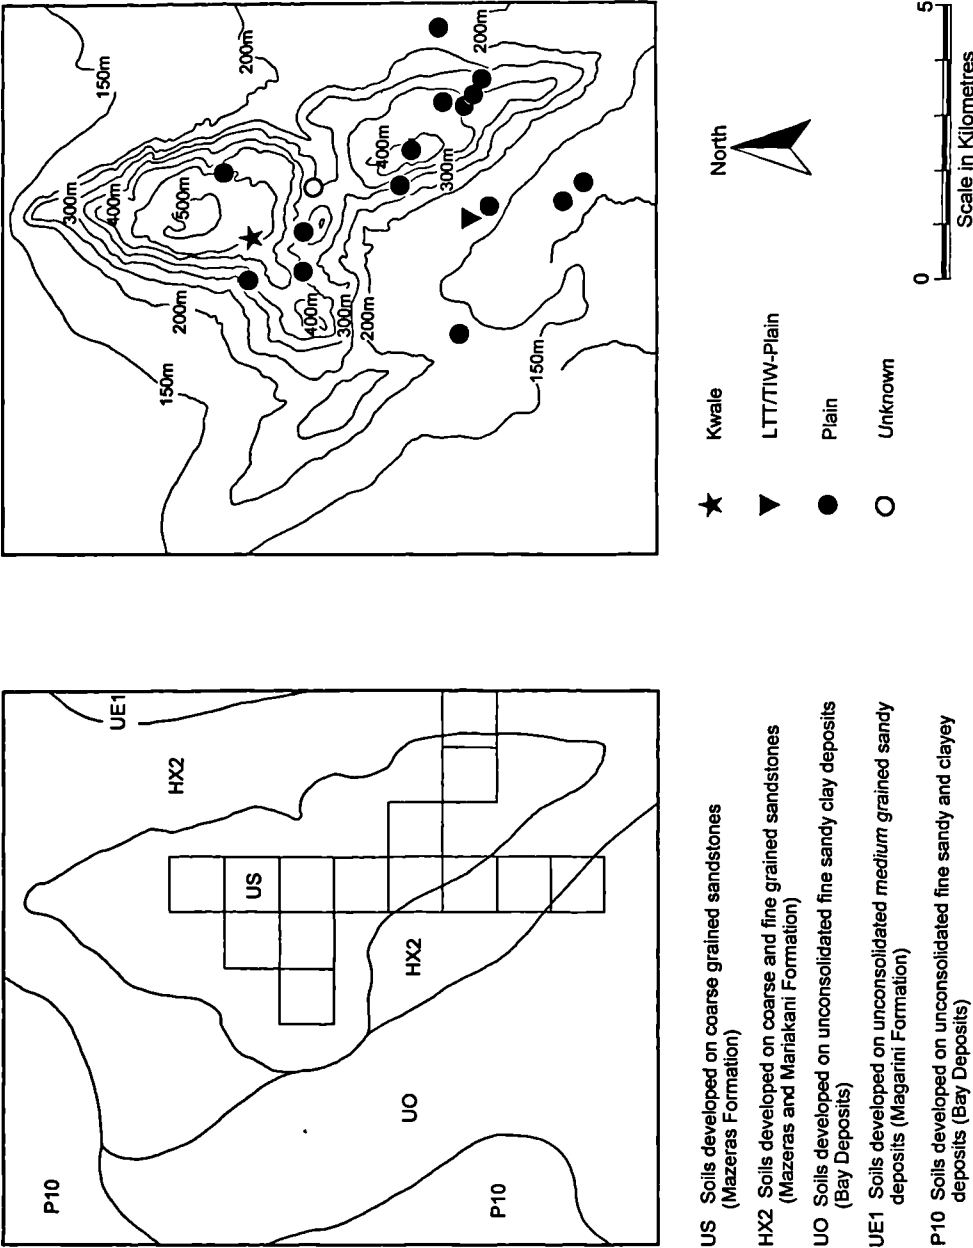 P10
UO
P10
HX2
US
HX2
UE1
US Soils developed on coarse grained sandstones
(Mazeras Formation)
HX2 Soils developed on coarse and fine grained sandstones
(Mazeras and Mariakani Formation)
UO Soils developed on unconsolidated fine sandy clay deposits
(Bay Deposits)
UE1 Soils developed on unconsolidated medium grained sandy
deposits (Magarini Formation)
P10 Soils developed on unconsolidated fine sandy and clayey
deposits (Bay Deposits)
150m
200m
300m
400m
500m
150m
200m
400m
300m
200m
400m
300m
200m
150m
Kwale
LTT/TIW-Plain
Plain
Unknown
North
0
5
Scale in Kilometres